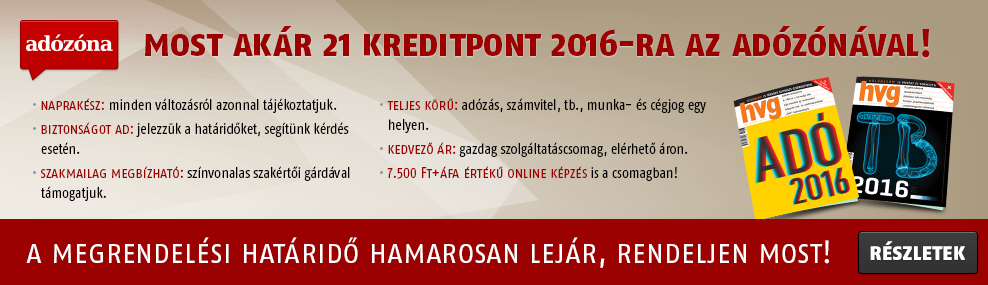 adózóna
MOST AKÁR 21 KREDITPONT 2016-RA AZ ADÓZÓNÁVAL!
• NAPRAKÉSZ: minden változásról azonnal tájékoztatjuk.
• BIZTONSÁGOT AD: jelezzük a határidőket, segítünk kérdés
esetén.
• SZAKMAILAG MEGBÍZHATÓ: színvonalas szakértői gárdával
támogatjuk.
• TELJES KÖRŰ: adózás, számvitel, tb., munka- és cégjog egy
helyen.
• KEDVEZŐ ÁR: gazdag szolgáltatáscsomag, elérhető áron.
• 7.500 FT+ÁFA ÉRTÉKŰ ONLINE KÉPZÉS is a csomagban!
hvg
ADÓ
2016
hvg
TB
2016
A MEGRENDELÉSI HATÁRIDŐ HAMAROSAN LEJÁR, RENDELJEN MOST!
RÉSZLETEK